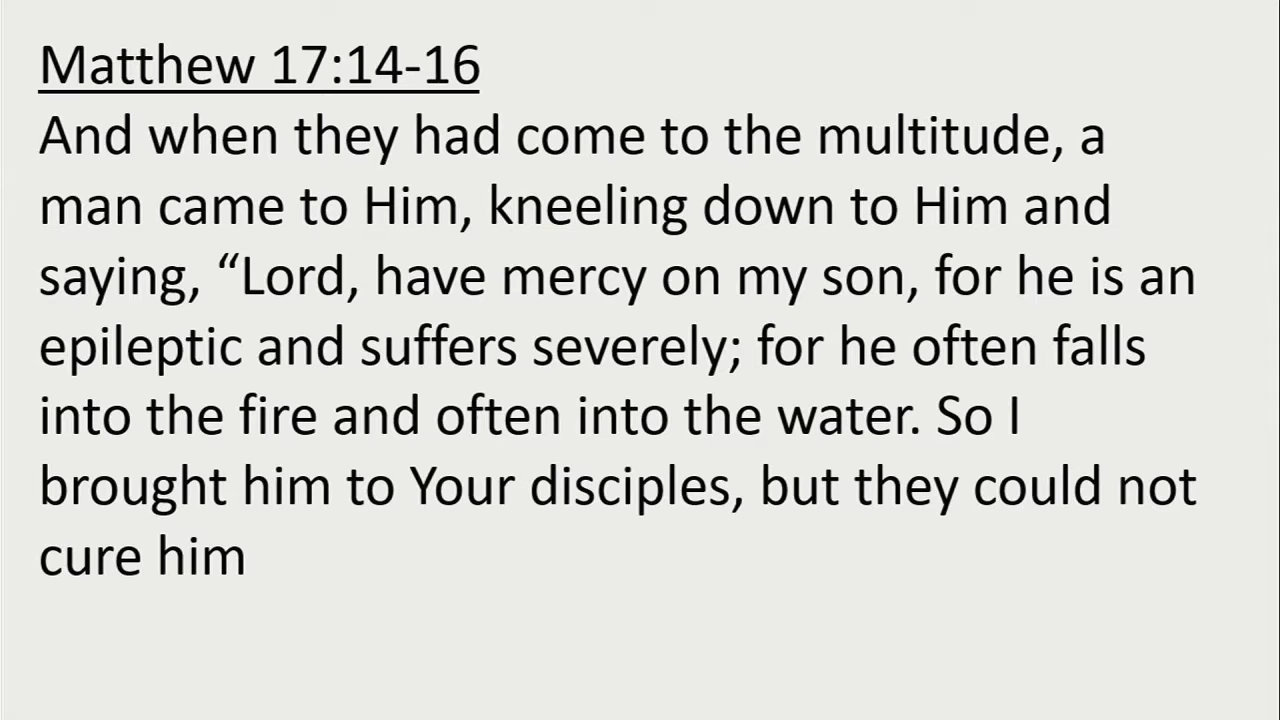 Matthew 17:14-16
And when they had come to the multitude, a
man came to Him, kneeling down to Him and
saying, “Lord, have mercy on my son, for he is an
epileptic and suffers severely; for he often falls
into the fire and often into the water. So I
brought him to Your disciples, but they could not
cure him